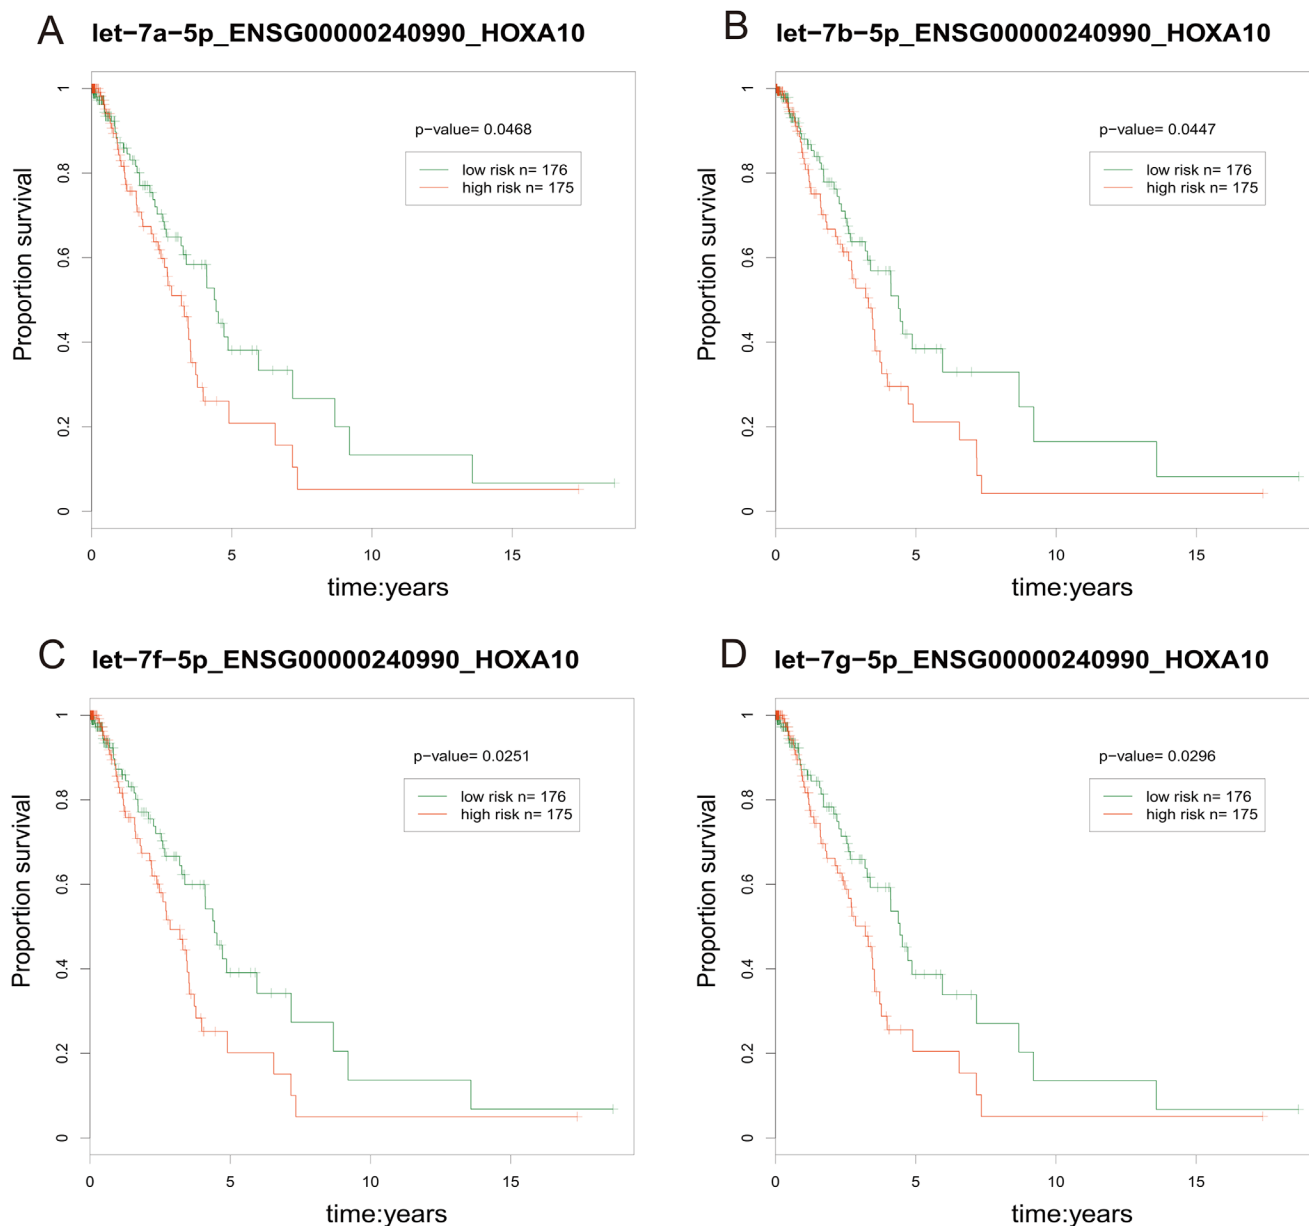 A
let−7a−5p_ENSG00000240990_HOXA10
p−value= 0.0468
low risk n= 176
high risk n= 175
Proportion survival
1
0.8
0.6
0.4
0.2
0
0 5 10 15
time:years
B
let−7b−5p_ENSG00000240990_HOXA10
p−value= 0.0447
low risk n= 176
high risk n= 175
Proportion survival
1
0.8
0.6
0.4
0.2
0
0 5 10 15
time:years
C
let−7f−5p_ENSG00000240990_HOXA10
p−value= 0.0251
low risk n= 176
high risk n= 175
Proportion survival
1
0.8
0.6
0.4
0.2
0
0 5 10 15
time:years
D
let−7g−5p_ENSG00000240990_HOXA10
p−value= 0.0296
low risk n= 176
high risk n= 175
Proportion survival
1
0.8
0.6
0.4
0.2
0
0 5 10 15
time:years